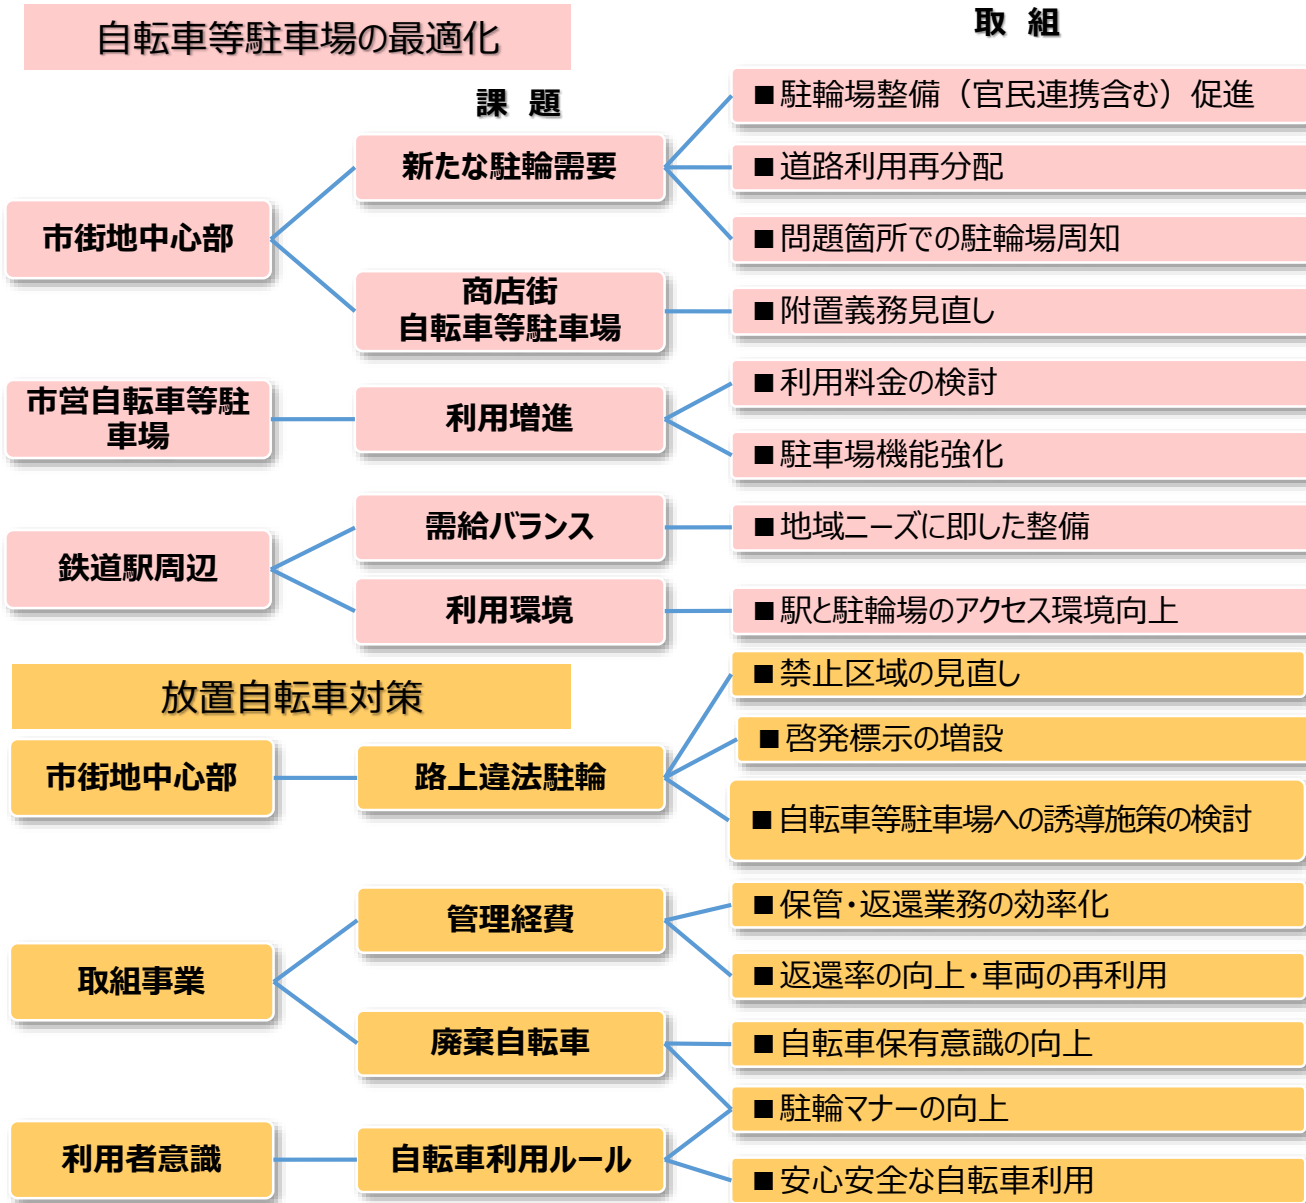 自転車等駐車場の最適化
取 組
課 題
■駐輪場整備（官民連携含む）促進
新たな駐輪需要
■道路利用再分配
市街地中心部
■問題箇所での駐輪場周知
商店街
自転車等駐車場
■附置義務見直し
市営自転車等駐
車場
利用増進
■利用料金の検討
■駐車場機能強化
需給バランス
■地域ニーズに即した整備
鉄道駅周辺
利用環境
■駅と駐輪場のアクセス環境向上
放置自転車対策
■禁止区域の見直し
■啓発標示の増設
市街地中心部
路上違法駐輪
■自転車等駐車場への誘導施策の検討
管理経費
■保管・返還業務の効率化
取組事業
■返還率の向上・車両の再利用
廃棄自転車
■自転車保有意識の向上
■駐輪マナーの向上
利用者意識
自転車利用ルール
■安心安全な自転車利用